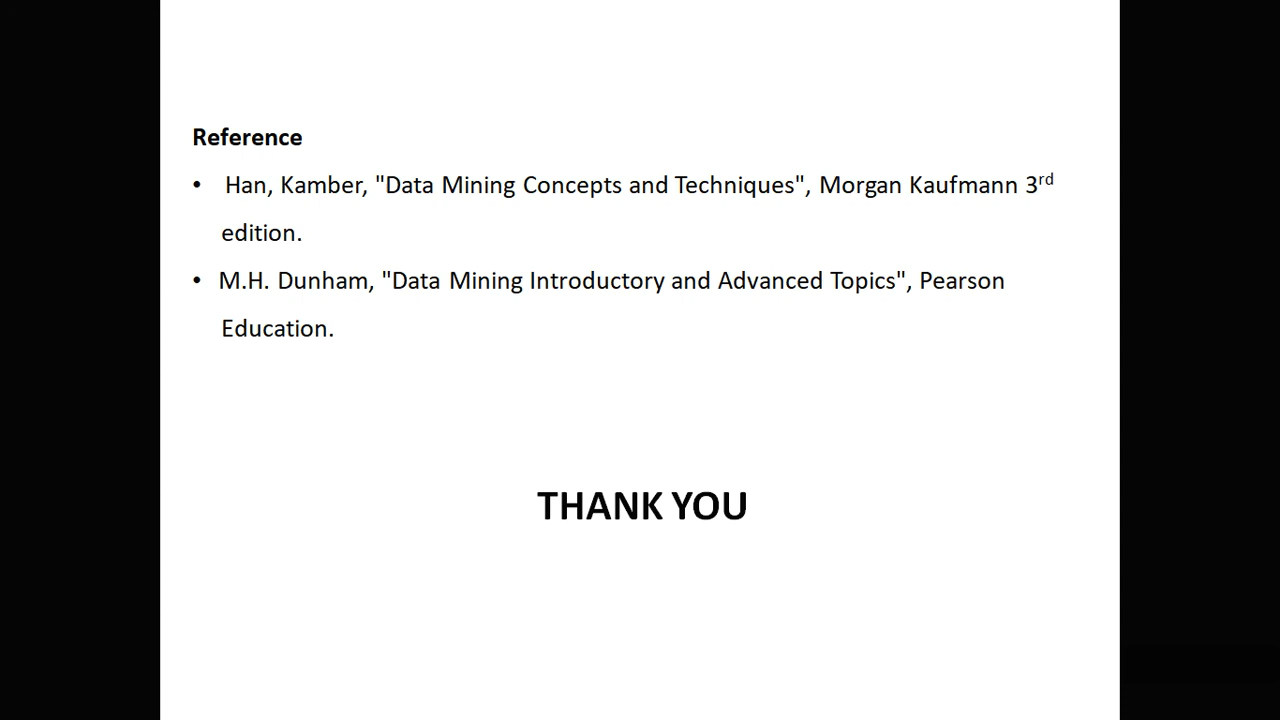 Reference
• Han, Kamber, "Data Mining Concepts and Techniques", Morgan Kaufmann 3rd
edition.
• M.H. Dunham, "Data Mining Introductory and Advanced Topics", Pearson
Education.
THANK YOU